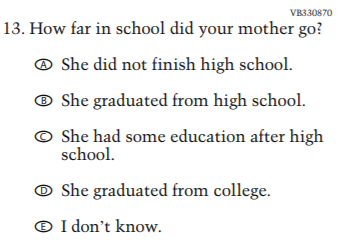 VB330870
13. How far in school did your mother go?
Ⓐ She did not finish high school.
Ⓑ She graduated from high school.
Ⓒ She had some education after high
school.
Ⓓ She graduated from college.
Ⓔ I don’t know.